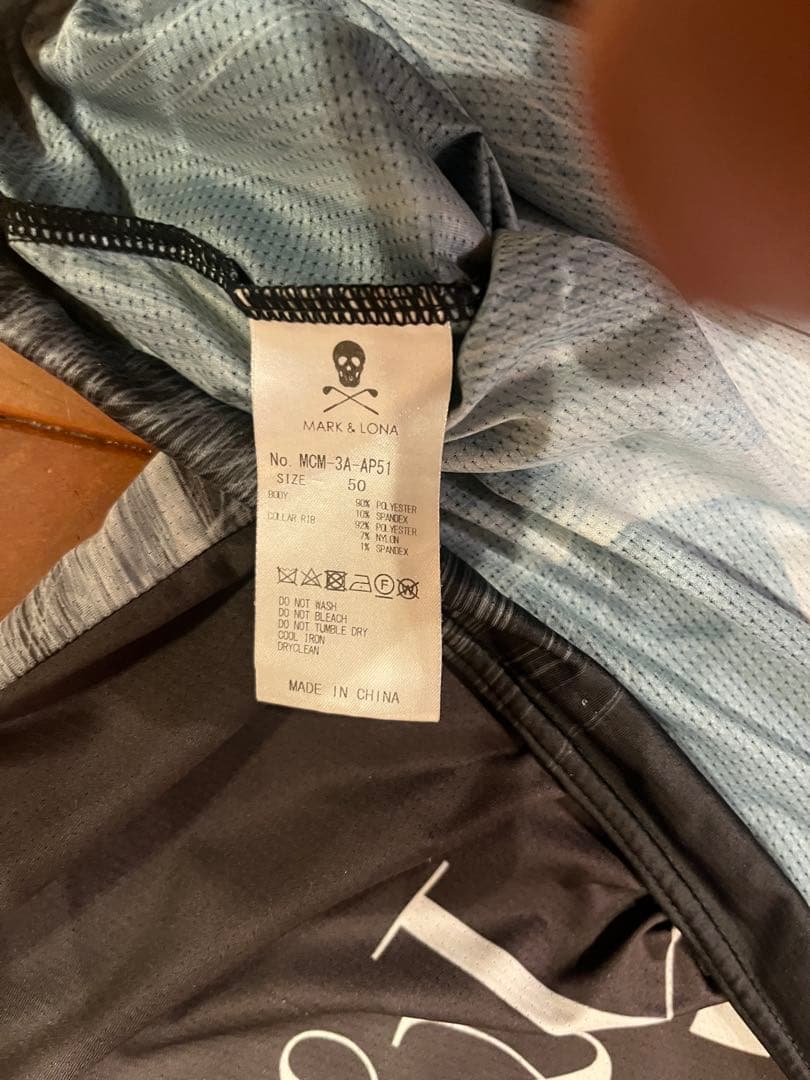 MARK & LONA
No. MCM-3A-AP51
SIZE 50
BODY 90% POLYESTER
10% SPANDEX
COLLAR RIB 92% POLYESTER
7% NYLON
1% SPANDEX
F W
DO NOT WASH
DO NOT BLEACH
DO NOT TUMBLE DRY
COOL IRON
DRYCLEAN
MADE IN CHINA